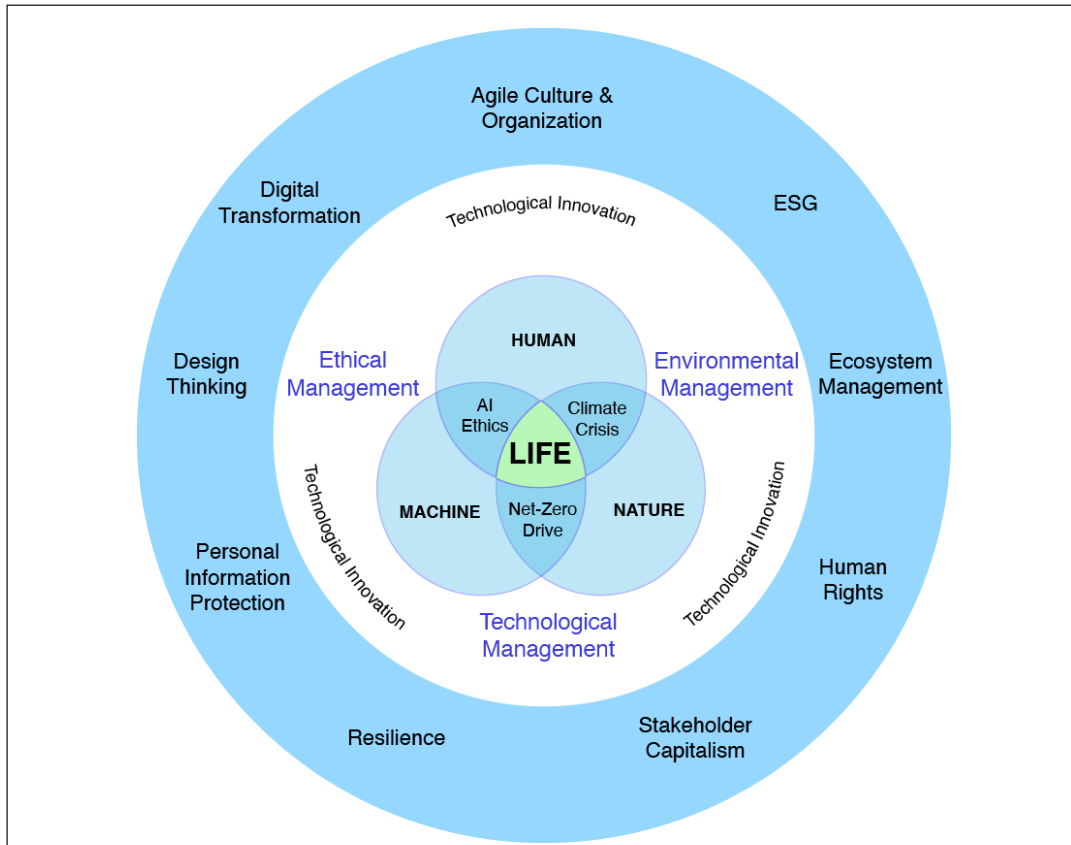 Agile Culture &
Organization
Digital
Transformation
ESG
Technological Innovation
HUMAN
Design
Thinking
Ethical
Management
Environmental
Management
Ecosystem
Management
AI
Ethics
Climate
Crisis
LIFE
MACHINE
Net-Zero
Drive
NATURE
Technological Innovation
Technological Innovation
Personal
Information
Protection
Human
Rights
Technological
Management
Resilience
Stakeholder
Capitalism